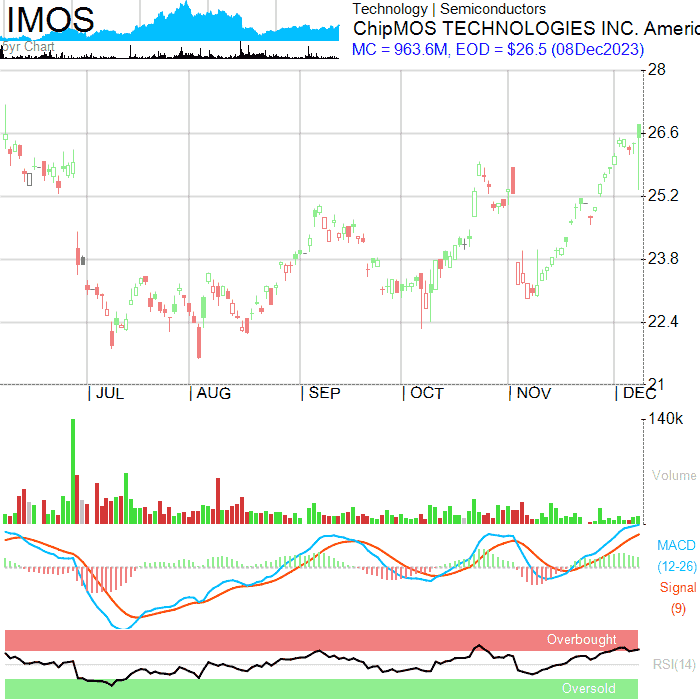 IMOS
Technology | Semiconductors
ChipMOS TECHNOLOGIES INC. Americ
MC = 963.6M, EOD = $26.5 (08Dec2023)
5yr Chart
28
26.6
25.2
23.8
22.4
21
| JUL | AUG | SEP | OCT | NOV | DEC
140k
Volume
MACD
(12-26)
Signal
(9)
Overbought
RSI(14)
Oversold